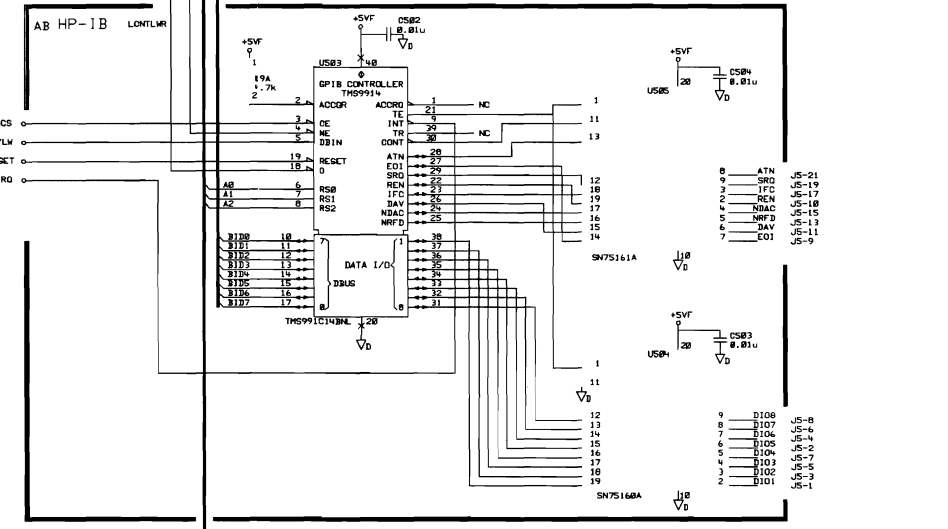 AB HP-IB LCNTLWR
+5VF
C502
0.01u
D
+5VF
1
4.7k
2
U503
40
Φ
GPIB CONTROLLER
TMS9914
2 ACCGR ACCRQ 1 NC
TE 21
3 CE INT 9
4 WE TR 39 NC
5 DBIN CONT 30
ATN 28
19 RESET EOI 27
18 Φ SRQ 29
A0 6 RS0 REN 22
A1 7 RS1 IFC 23
A2 8 RS2 DAV 26
NDAC 24
NRFD 25
BID0 10 7 1 38
BID1 11 37
BID2 12 36
BID3 13 DATA I/O 35
BID4 14 34
BID5 15 DBUS 33
BID6 16 32
BID7 17 0 8 31
TMS991C14BNL 20
D
CS
LW
SET
RQ
+5VF
20
C504
0.01u
D
U505
1
11
13
12
18
19
17
16
15
14
8 ATN J5-21
9 SRQ J5-19
3 IFC J5-17
2 REN J5-10
4 NDAC J5-15
5 NRFD J5-13
6 DAV J5-11
7 EOI J5-9
SN75161A
10
D
+5VF
20
C503
0.01u
D
U504
1
11
D
12 9 DIO8 J5-8
13 8 DIO7 J5-6
14 7 DIO6 J5-4
15 6 DIO5 J5-2
16 5 DIO4 J5-7
17 4 DIO3 J5-5
18 3 DIO2 J5-3
19 2 DIO1 J5-1
SN75160A
10
D